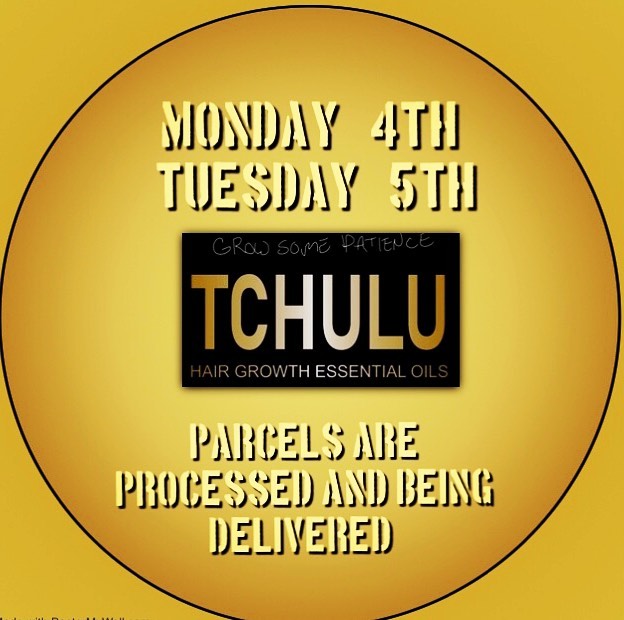 MONDAY 4TH
TUESDAY 5TH
GROW SOME PATIENCE
TCHULU
HAIR GROWTH ESSENTIAL OILS
PARCELS ARE
PROCESSED AND BEING
DELIVERED